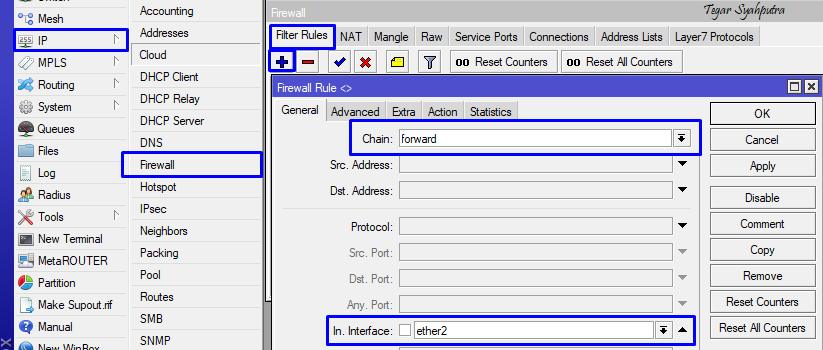 Switch
Mesh
IP
MPLS
Routing
System
Queues
Files
Log
Radius
Tools
New Terminal
MetaROUTER
Partition
Make Supout.rif
Manual
New WinBox
X
Accounting
Addresses
Cloud
DHCP Client
DHCP Relay
DHCP Server
DNS
Firewall
Hotspot
IPsec
Neighbors
Packing
Pool
Routes
SMB
SNMP
Firewall
Tegar Syahputra
Filter Rules NAT Mangle Raw Service Ports Connections Address Lists Layer7 Protocols
00 Reset Counters 00 Reset All Counters
Firewall Rule <>
General Advanced Extra Action Statistics
Chain: forward
Src. Address:
Dst. Address:
Protocol:
Src. Port:
Dst. Port:
Any. Port:
In. Interface: ether2
OK
Cancel
Apply
Disable
Comment
Copy
Remove
Reset Counters
Reset All Counters